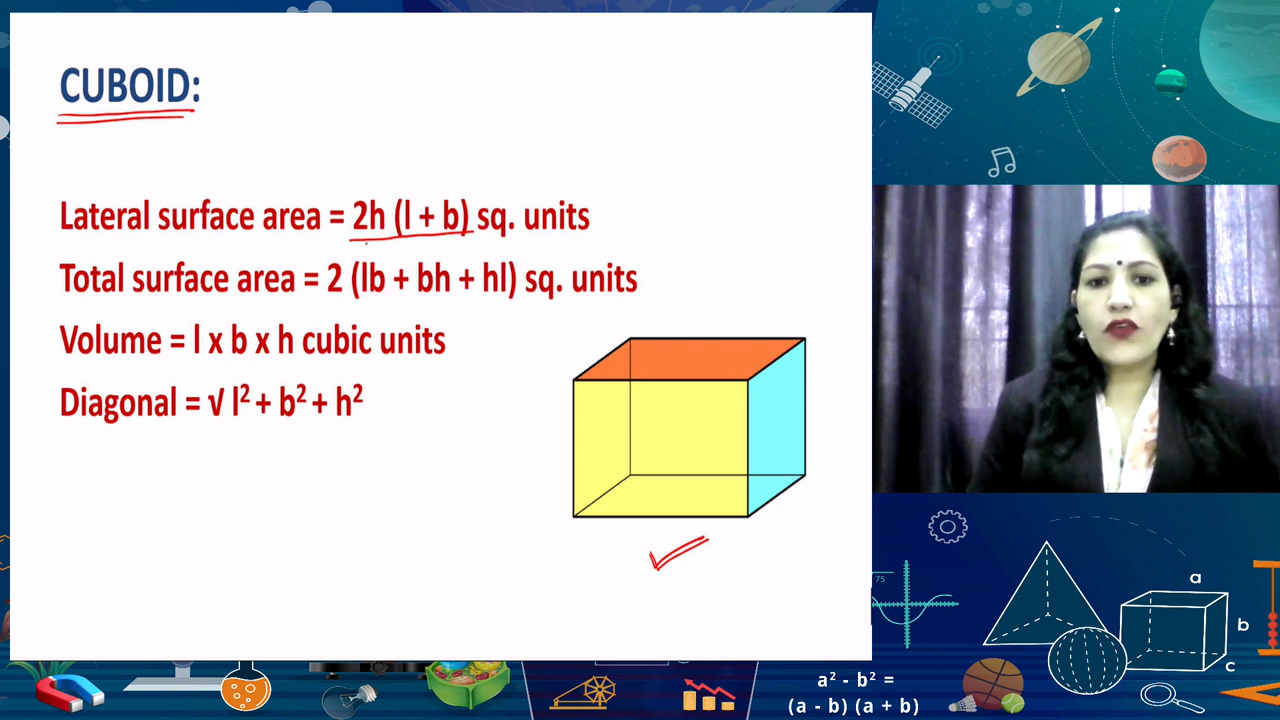 CUBOID:
Lateral surface area = 2h (l + b) sq. units
Total surface area = 2 (lb + bh + hl) sq. units
Volume = l x b x h cubic units
Diagonal = √ l² + b² + h²
75
a
b
c
a² - b² =
(a - b) (a + b)